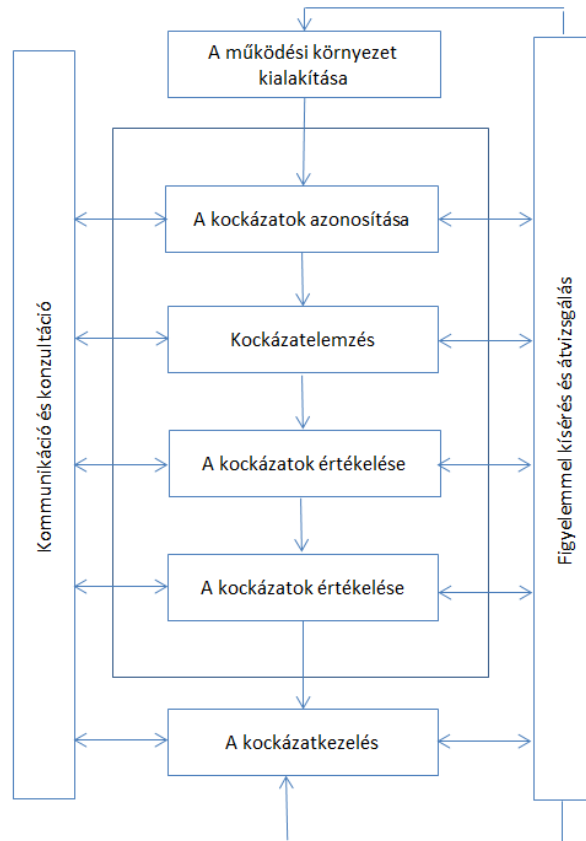 A működési környezet
kialakítása
A kockázatok azonosítása
Kockázatelemzés
A kockázatok értékelése
A kockázatok értékelése
A kockázatkezelés
Kommunikáció és konzultáció
Figyelemmel kísérés és átvizsgálás